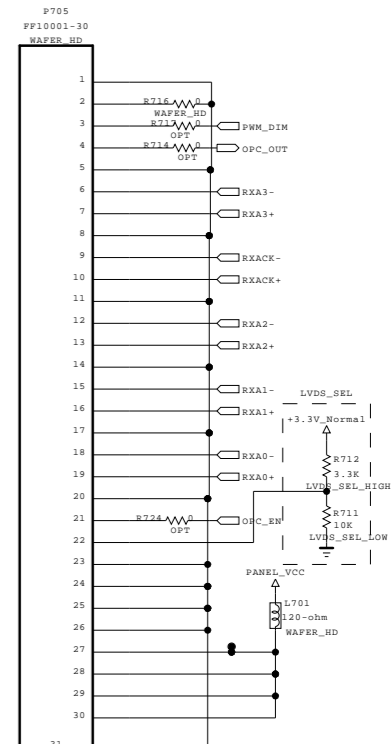 P705
FF10001-30
WAFER_HD
1
2 R716 0
WAFER_HD
3 R717 0 PWM_DIM
OPT
4 R714 0 OPC_OUT
OPT
5
6 RXA3-
7 RXA3+
8
9 RXACK-
10 RXACK+
11
12 RXA2-
13 RXA2+
14
15 RXA1-
16 RXA1+
17
18 RXA0-
19 RXA0+
20
21 R724 0 OPC_EN
OPT
22
23
24
25
26
27
28
29
30
31
LVDS_SEL
+3.3V_Normal
R712
3.3K
LVDS_SEL_HIGH
R711
10K
LVDS_SEL_LOW
PANEL_VCC
L701
120-ohm
WAFER_HD